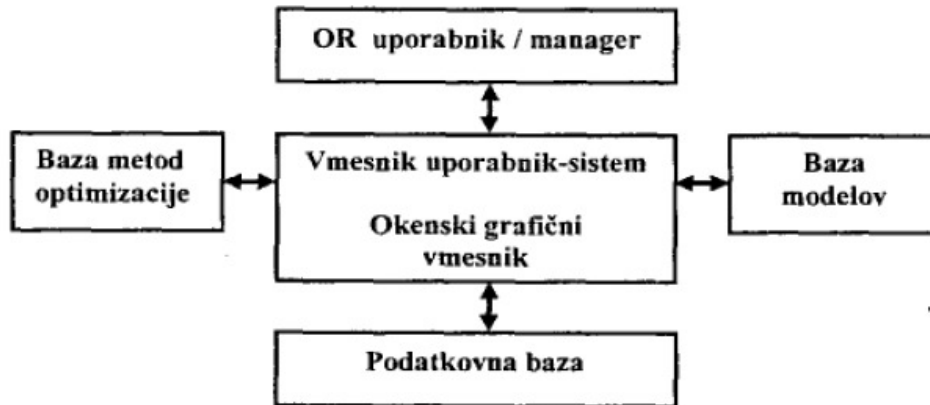 OR uporabnik / manager
Baza metod
optimizacije
Vmesnik uporabnik-sistem
Okenski grafični
vmesnik
Baza
modelov
Podatkovna baza